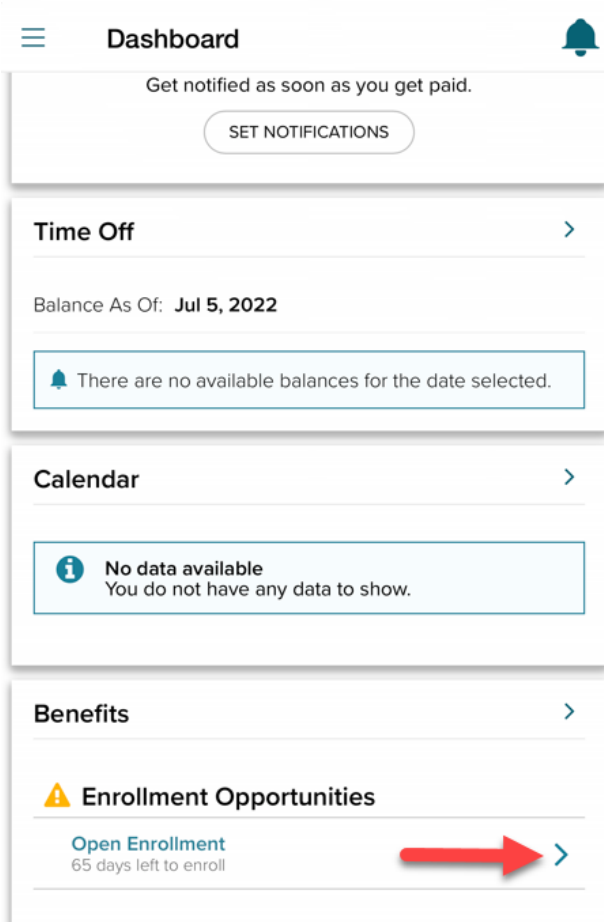 Dashboard
Get notified as soon as you get paid.
SET NOTIFICATIONS
Time Off
Balance As Of: Jul 5, 2022
There are no available balances for the date selected.
Calendar
No data available
You do not have any data to show.
Benefits
Enrollment Opportunities
Open Enrollment
65 days left to enroll